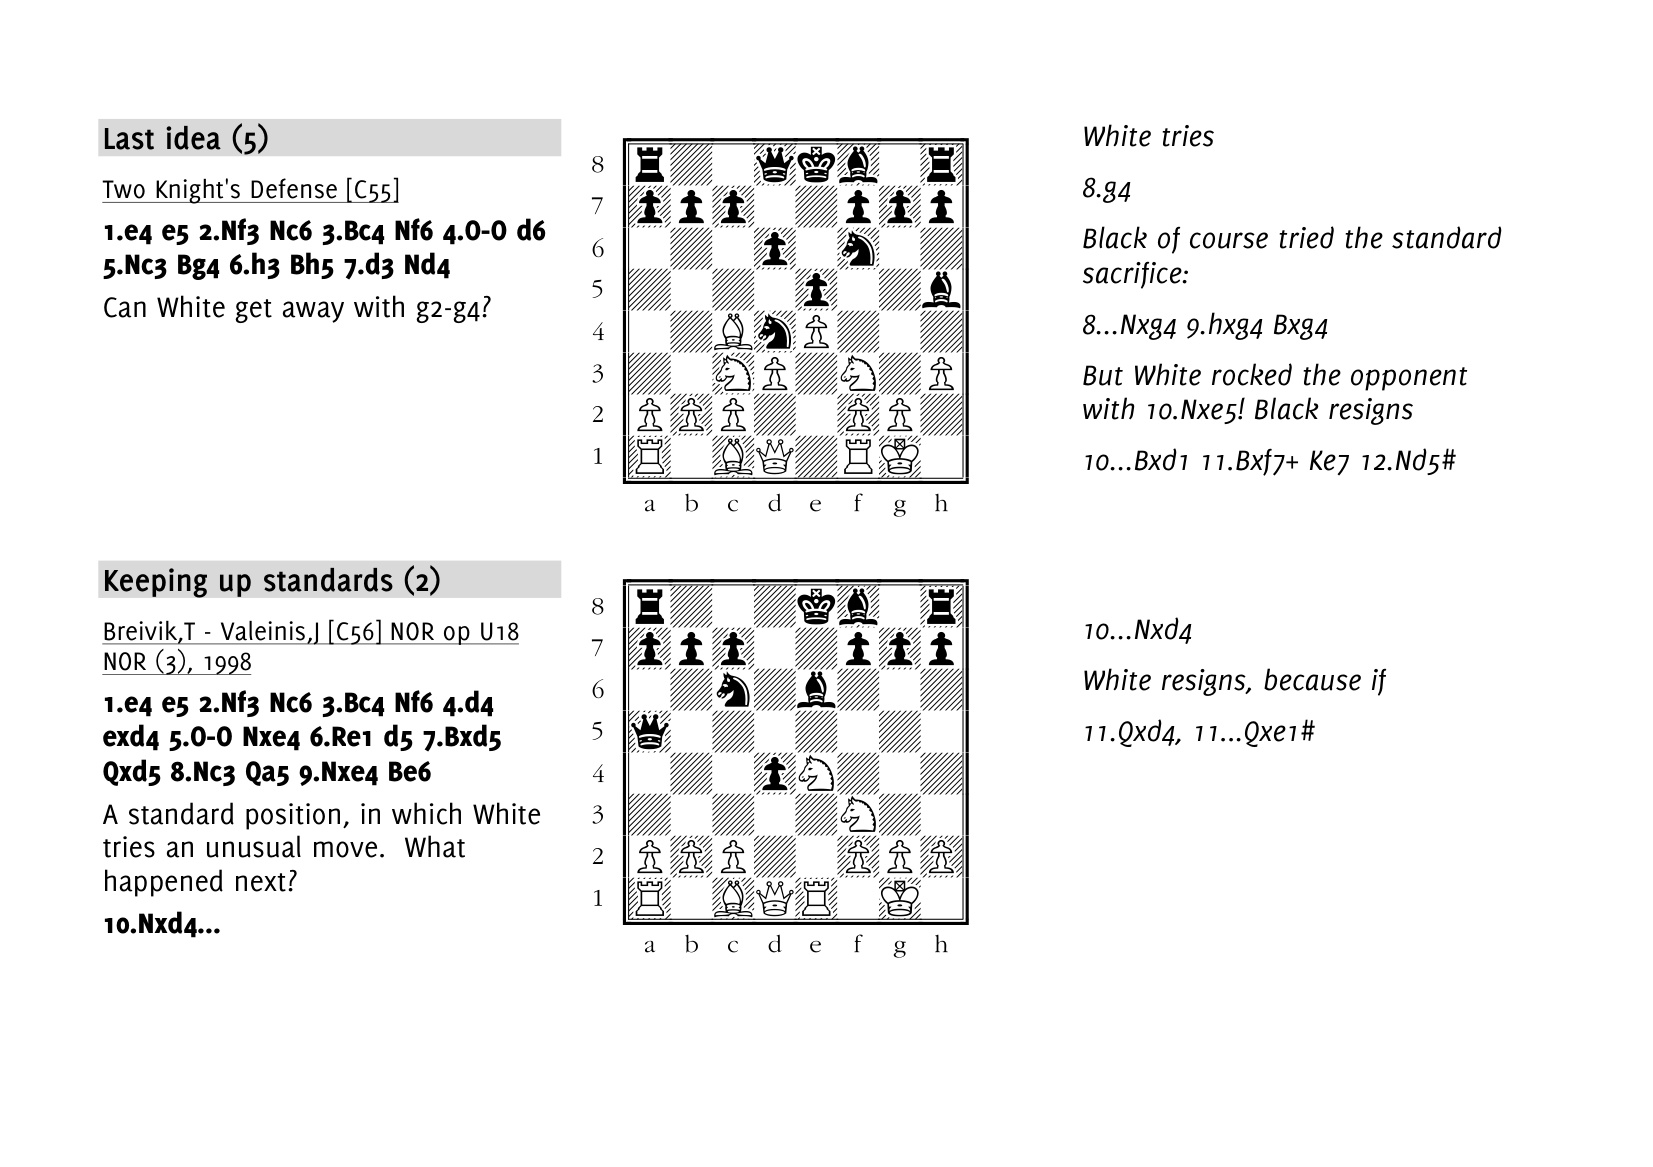 Last idea (5)
Two Knight's Defense [C55]
1.e4 e5 2.Nf3 Nc6 3.Bc4 Nf6 4.O-O d6
5.Nc3 Bg4 6.h3 Bh5 7.d3 Nd4
Can White get away with g2-g4?
8
7
6
5
4
3
2
1
a b c d e f g h
White tries
8.g4
Black of course tried the standard
sacrifice:
8...Nxg4 9.hxg4 Bxg4
But White rocked the opponent
with 10.Nxe5! Black resigns
10...Bxd1 11.Bxf7+ Ke7 12.Nd5#
Keeping up standards (2)
Breivik,T - Valeinis,J [C56] NOR op U18
NOR (3), 1998
1.e4 e5 2.Nf3 Nc6 3.Bc4 Nf6 4.d4
exd4 5.O-O Nxe4 6.Re1 d5 7.Bxd5
Qxd5 8.Nc3 Qa5 9.Nxe4 Be6
A standard position, in which White
tries an unusual move.  What
happened next?
10.Nxd4...
8
7
6
5
4
3
2
1
a b c d e f g h
10...Nxd4
White resigns, because if
11.Qxd4, 11...Qxe1#